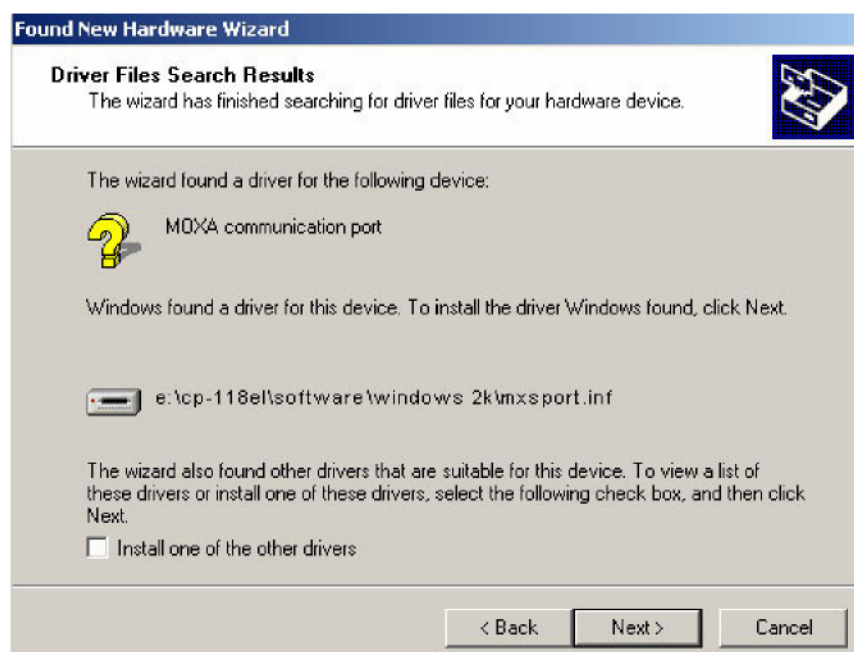 Found New Hardware Wizard
Driver Files Search Results
The wizard has finished searching for driver files for your hardware device.
The wizard found a driver for the following device:
MOXA communication port
Windows found a driver for this device. To install the driver Windows found, click Next.
e:\cp-118el\software\windows 2k\mxsport.inf
The wizard also found other drivers that are suitable for this device. To view a list of
these drivers or install one of these drivers, select the following check box, and then click
Next.
Install one of the other drivers
< Back
Next >
Cancel